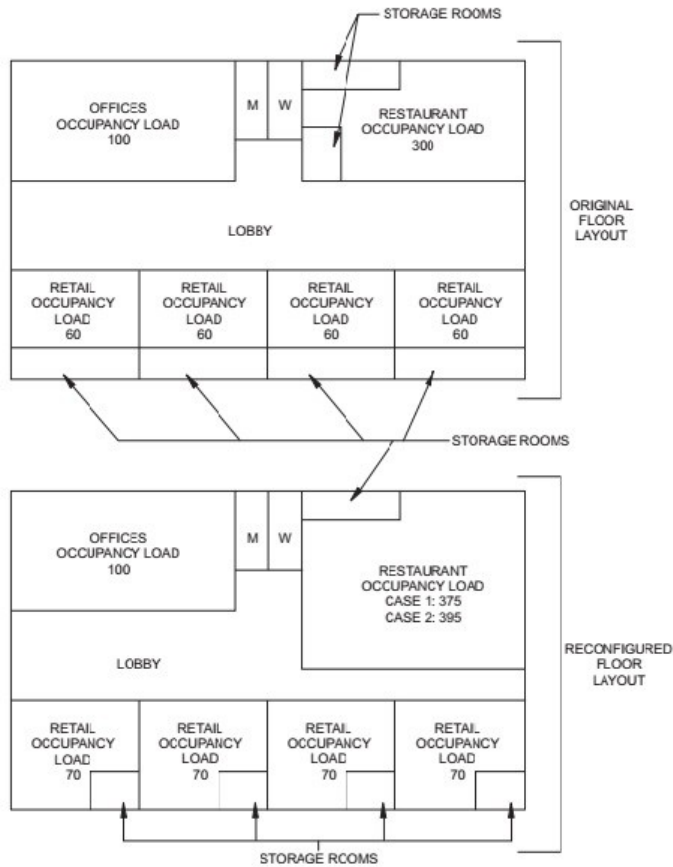 STORAGE ROOMS
OFFICES
OCCUPANCY LOAD
100
M
W
RESTAURANT
OCCUPANCY LOAD
300
LOBBY
ORIGINAL
FLOOR
LAYOUT
RETAIL
OCCUPANCY
LOAD
60
RETAIL
OCCUPANCY
LOAD
60
RETAIL
OCCUPANCY
LOAD
60
RETAIL
OCCUPANCY
LOAD
60
STORAGE ROOMS
OFFICES
OCCUPANCY LOAD
100
M
W
RESTAURANT
OCCUPANCY LOAD
CASE 1: 375
CASE 2: 395
LOBBY
RECONFIGURED
FLOOR
LAYOUT
RETAIL
OCCUPANCY
LOAD
70
RETAIL
OCCUPANCY
LOAD
70
RETAIL
OCCUPANCY
LOAD
70
RETAIL
OCCUPANCY
LOAD
70
STORAGE ROOMS